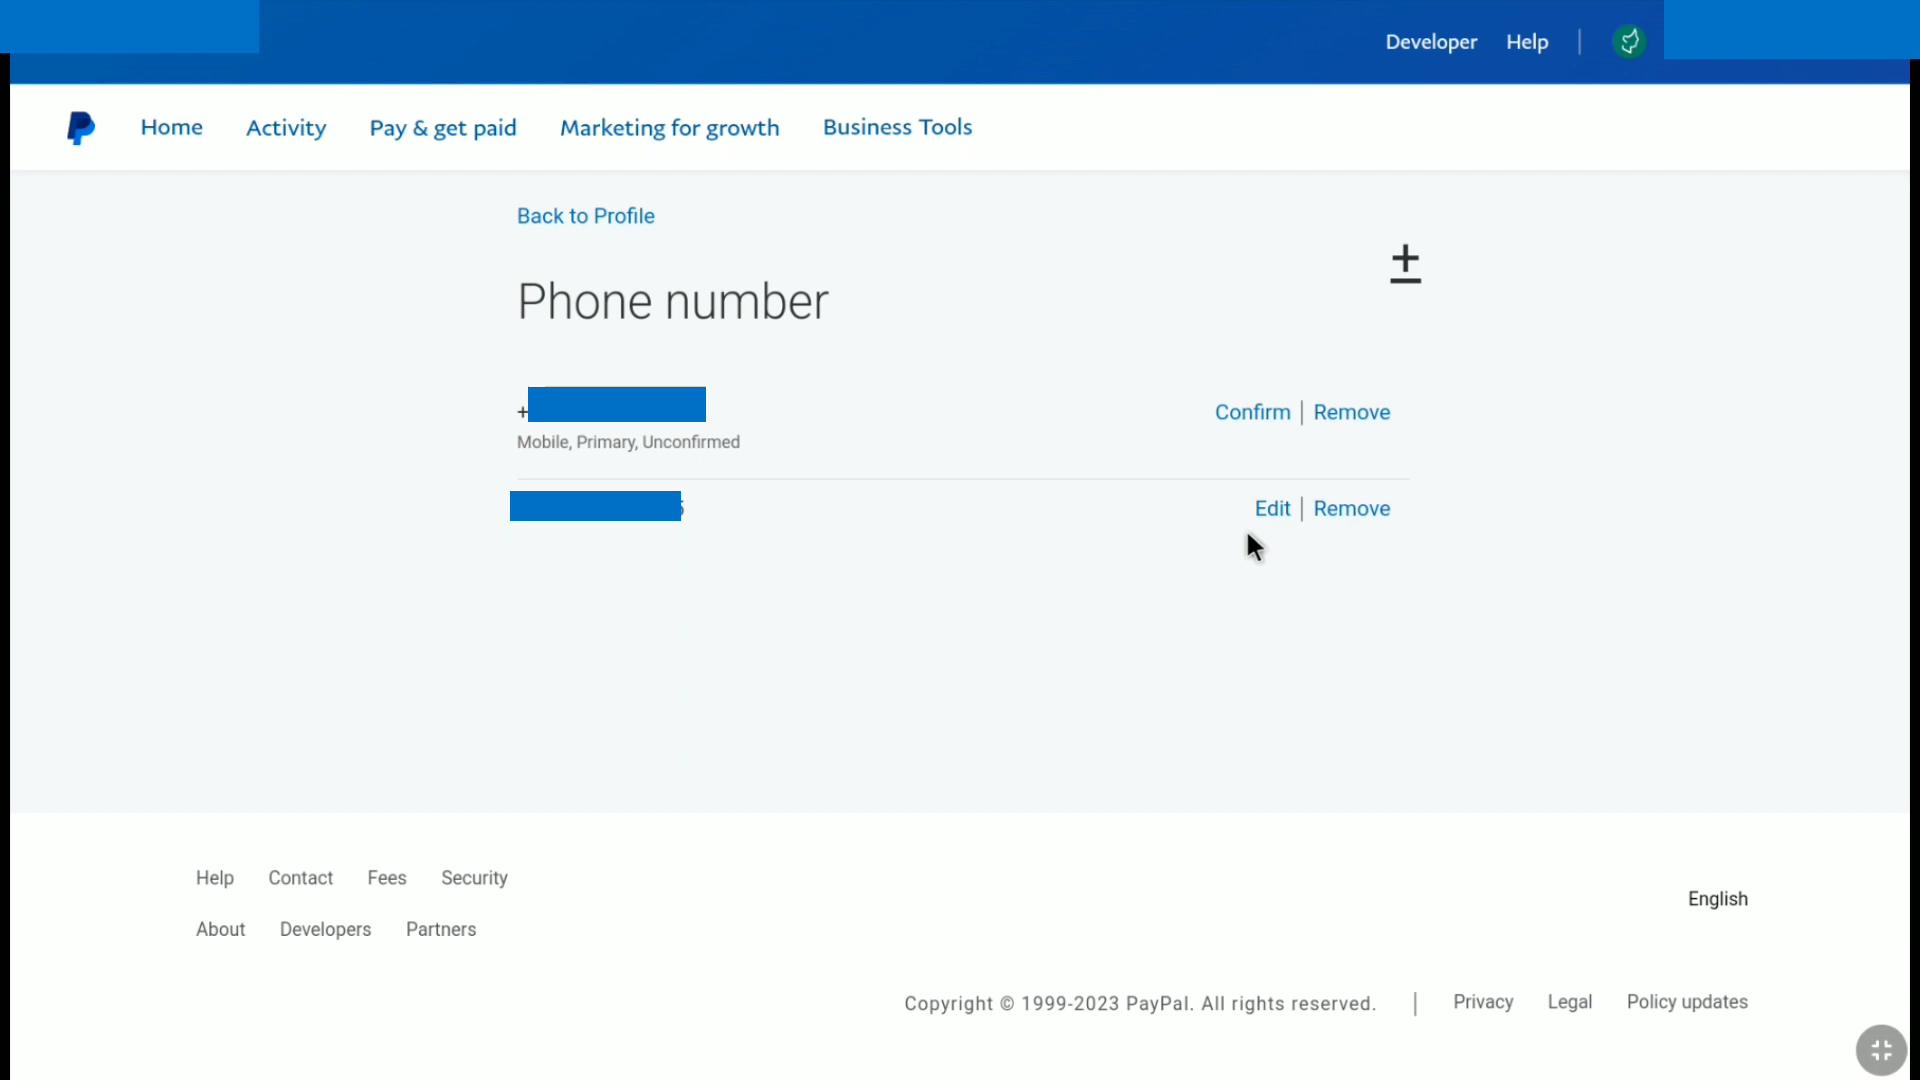 Developer Help
Home Activity Pay & get paid Marketing for growth Business Tools
Back to Profile
Phone number
+
Confirm | Remove
Mobile, Primary, Unconfirmed
Edit | Remove
Help Contact Fees Security
English
About Developers Partners
Copyright © 1999-2023 PayPal. All rights reserved. | Privacy Legal Policy updates